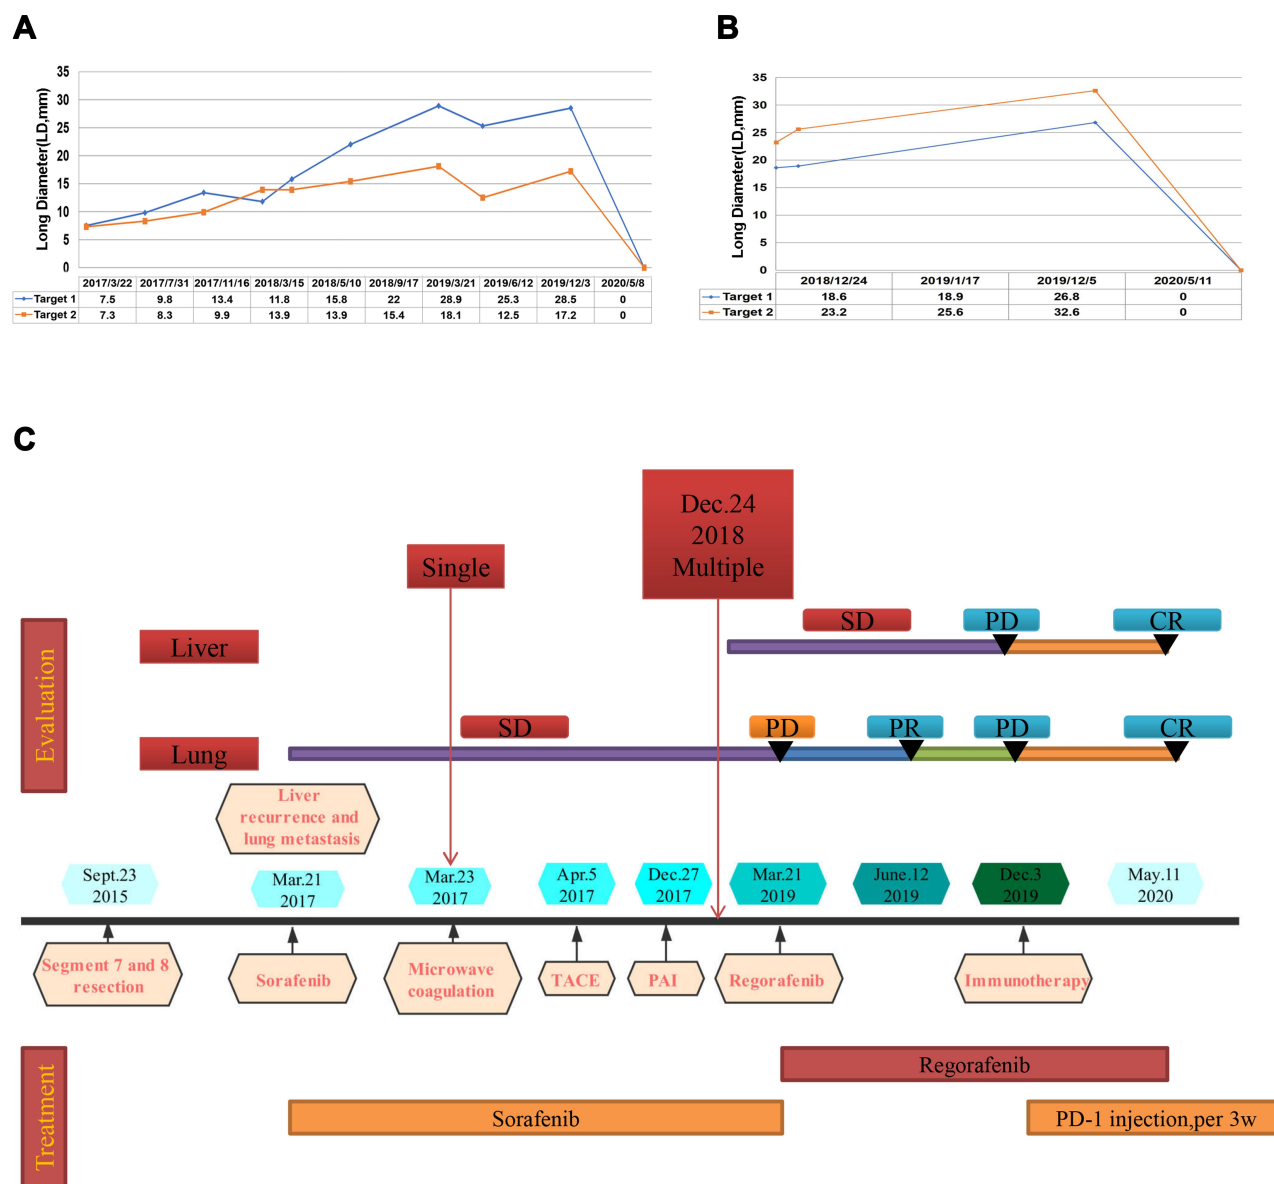 A
35
30
25
20
15
10
5
0
Long Diameter(LD,mm)
2017/3/22 2017/7/31 2017/11/16 2018/3/15 2018/5/10 2018/9/17 2019/3/21 2019/6/12 2019/12/3 2020/5/8
Target 1 7.5 9.8 13.4 11.8 15.8 22 28.9 25.3 28.5 0
Target 2 7.3 8.3 9.9 13.9 13.9 15.4 18.1 12.5 17.2 0
B
35
30
25
20
15
10
5
0
Long Diameter(LD,mm)
2018/12/24 2019/1/17 2019/12/5 2020/5/11
Target 1 18.6 18.9 26.8 0
Target 2 23.2 25.6 32.6 0
C
Dec.24
2018
Multiple
Single
Evaluation
Liver
SD PD CR
Lung
SD PD PR PD CR
Liver
recurrence and
lung metastasis
Sept.23
2015
Mar.21
2017
Mar.23
2017
Apr.5
2017
Dec.27
2017
Mar.21
2019
June.12
2019
Dec.3
2019
May.11
2020
Segment 7 and 8
resection
Sorafenib
Microwave
coagulation
TACE
PAI
Regorafenib
Immunotherapy
Treatment
Regorafenib
Sorafenib
PD-1 injection,per 3w